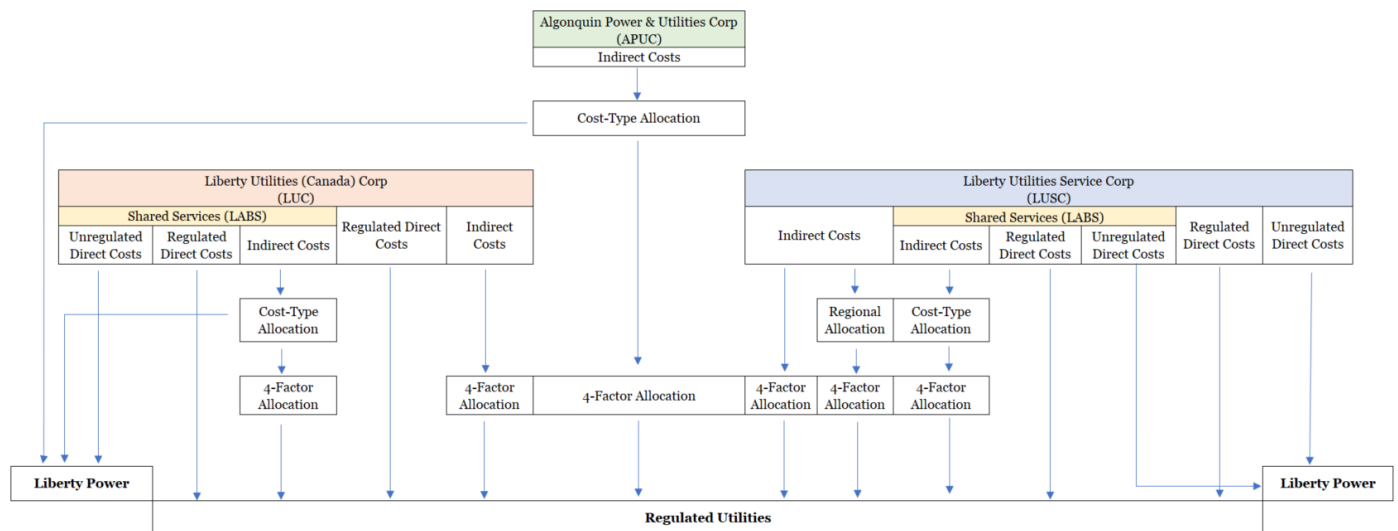 Algonquin Power & Utilities Corp
(APUC)
Indirect Costs
Cost-Type Allocation
Liberty Utilities (Canada) Corp
(LUC)
Shared Services (LABS)
Unregulated
Direct Costs
Regulated
Direct Costs
Indirect Costs
Regulated Direct
Costs
Indirect
Costs
Liberty Utilities Service Corp
(LUSC)
Indirect Costs
Shared Services (LABS)
Indirect Costs
Regulated
Direct Costs
Unregulated
Direct Costs
Regulated
Direct Costs
Unregulated
Direct Costs
Cost-Type
Allocation
Regional
Allocation
Cost-Type
Allocation
4-Factor
Allocation
4-Factor
Allocation
4-Factor Allocation
4-Factor
Allocation
4-Factor
Allocation
4-Factor
Allocation
Liberty Power
Liberty Power
Regulated Utilities